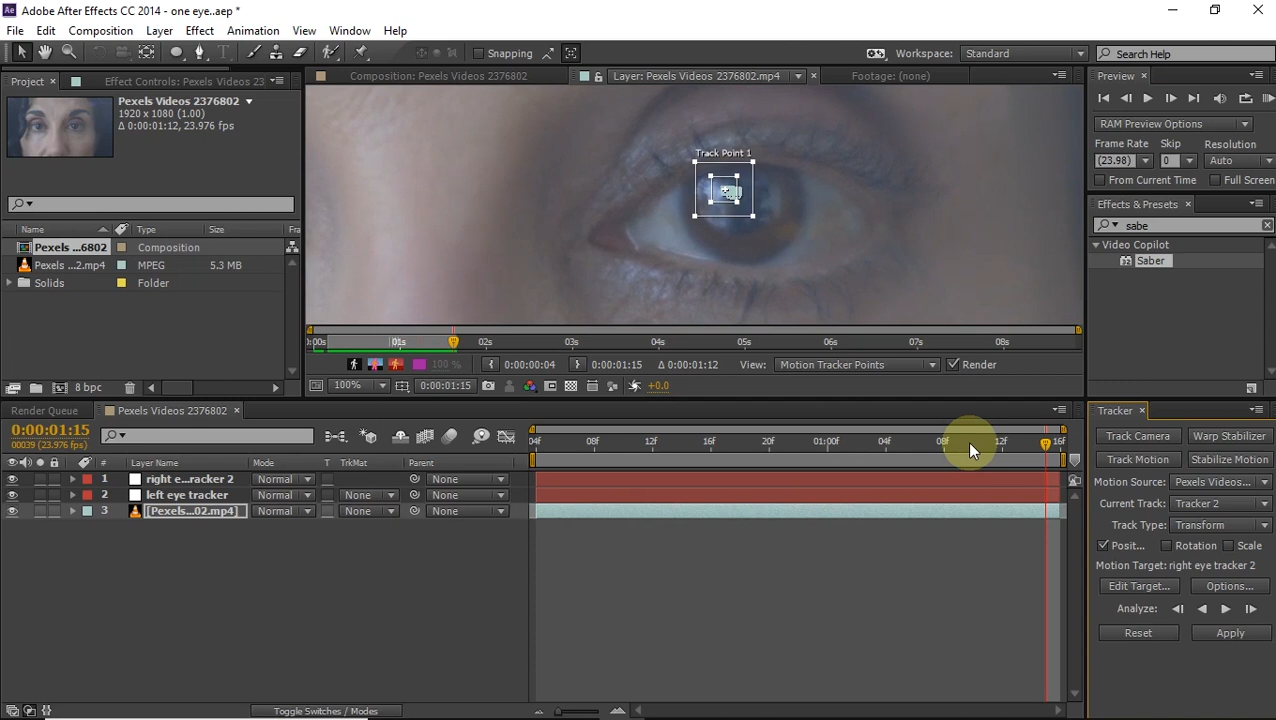 Ae Adobe After Effects CC 2014 - one eye..aep *
File Edit Composition Layer Effect Animation View Window Help
Snapping Workspace: Standard Search Help
Project Effect Controls: Pexels Videos 23 Composition: Pexels Videos 2376802 Layer: Pexels Videos 2376802.mp4 Footage: (none) Preview
Pexels Videos 2376802
1920 x 1080 (1.00)
Δ 0:00:01:12, 23.976 fps
RAM Preview Options
Frame Rate Skip Resolution
(23.98) 0 Auto
From Current Time Full Screen
Track Point 1
Effects & Presets
sabe
Name Type Size Fra
Video Copilot
Pexels ...6802 Composition
Saber
Pexels ...2.mp4 MPEG 5.3 MB
Solids Folder
:00s 01s 02s 03s 04s 05s 06s 07s 08s
100 % 0:00:00:04 0:00:01:15 Δ 0:00:01:12 View: Motion Tracker Points Render
8 bpc 100% 0:00:01:15 +0.0
Render Queue Pexels Videos 2376802 Tracker
0:00:01:15
00039 (23.976 fps)
04f 08f 12f 16f 20f 01:00f 04f 08f 12f 16f
Track Camera Warp Stabilizer
# Layer Name Mode T TrkMat Parent
Track Motion Stabilize Motion
1 right e...racker 2 Normal None
2 left eye tracker Normal None None
3 [Pexels...02.mp4] Normal None None
Motion Source: Pexels Videos...
Current Track: Tracker 2
Track Type: Transform
Posit... Rotation Scale
Motion Target: right eye tracker 2
Edit Target... Options...
Analyze:
Reset Apply
Toggle Switches / Modes